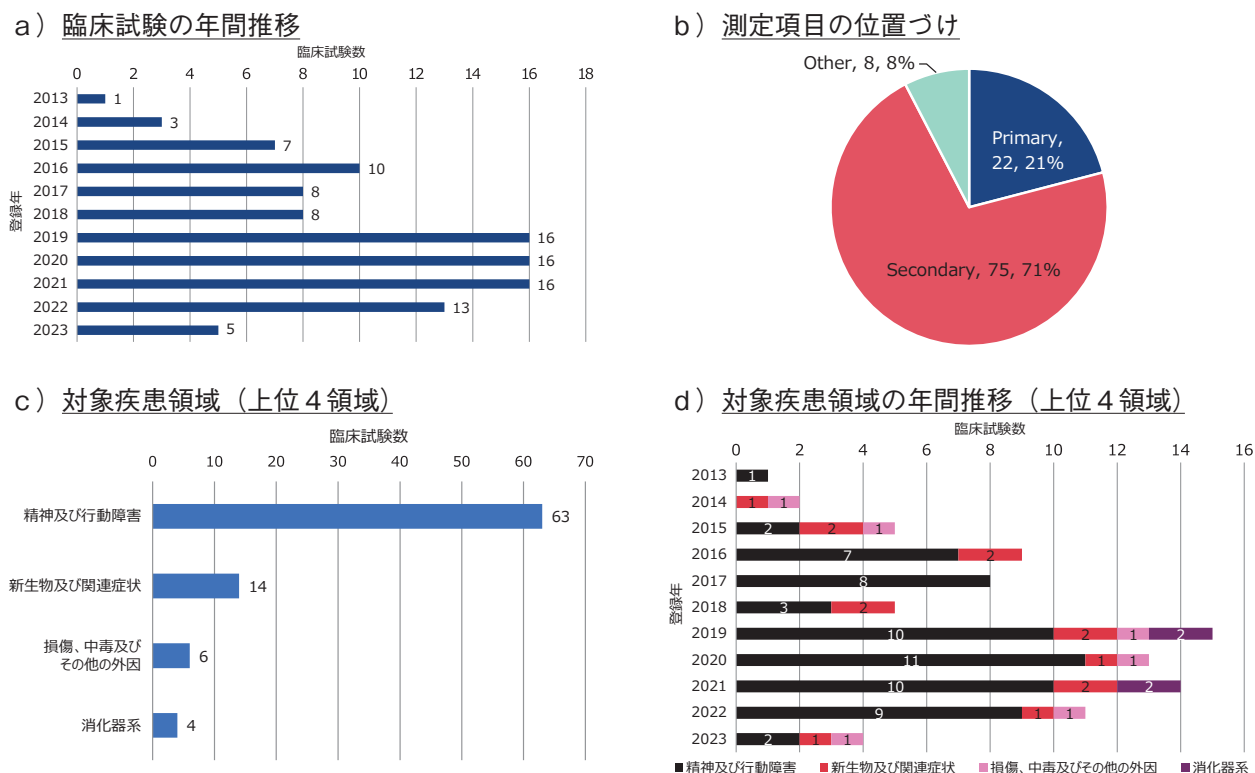 a）臨床試験の年間推移
臨床試験数
0 2 4 6 8 10 12 14 16 18
登録年
2013 1
2014 3
2015 7
2016 10
2017 8
2018 8
2019 16
2020 16
2021 16
2022 13
2023 5
b）測定項目の位置づけ
Other, 8, 8%
Primary,
22, 21%
Secondary, 75, 71%
c）対象疾患領域（上位４領域）
臨床試験数
0 10 20 30 40 50 60 70
精神及び行動障害 63
新生物及び関連症状 14
損傷、中毒及び
その他の外因 6
消化器系 4
d）対象疾患領域の年間推移（上位４領域）
臨床試験数
0 2 4 6 8 10 12 14 16
登録年
2013 1
2014 1 1
2015 2 2 1
2016 7 2
2017 8
2018 3 2
2019 10 2 1 2
2020 11 1 1
2021 10 2 2
2022 9 1 1
2023 2 1 1
■精神及び行動障害 ■新生物及び関連症状 ■損傷、中毒及びその他の外因 ■消化器系